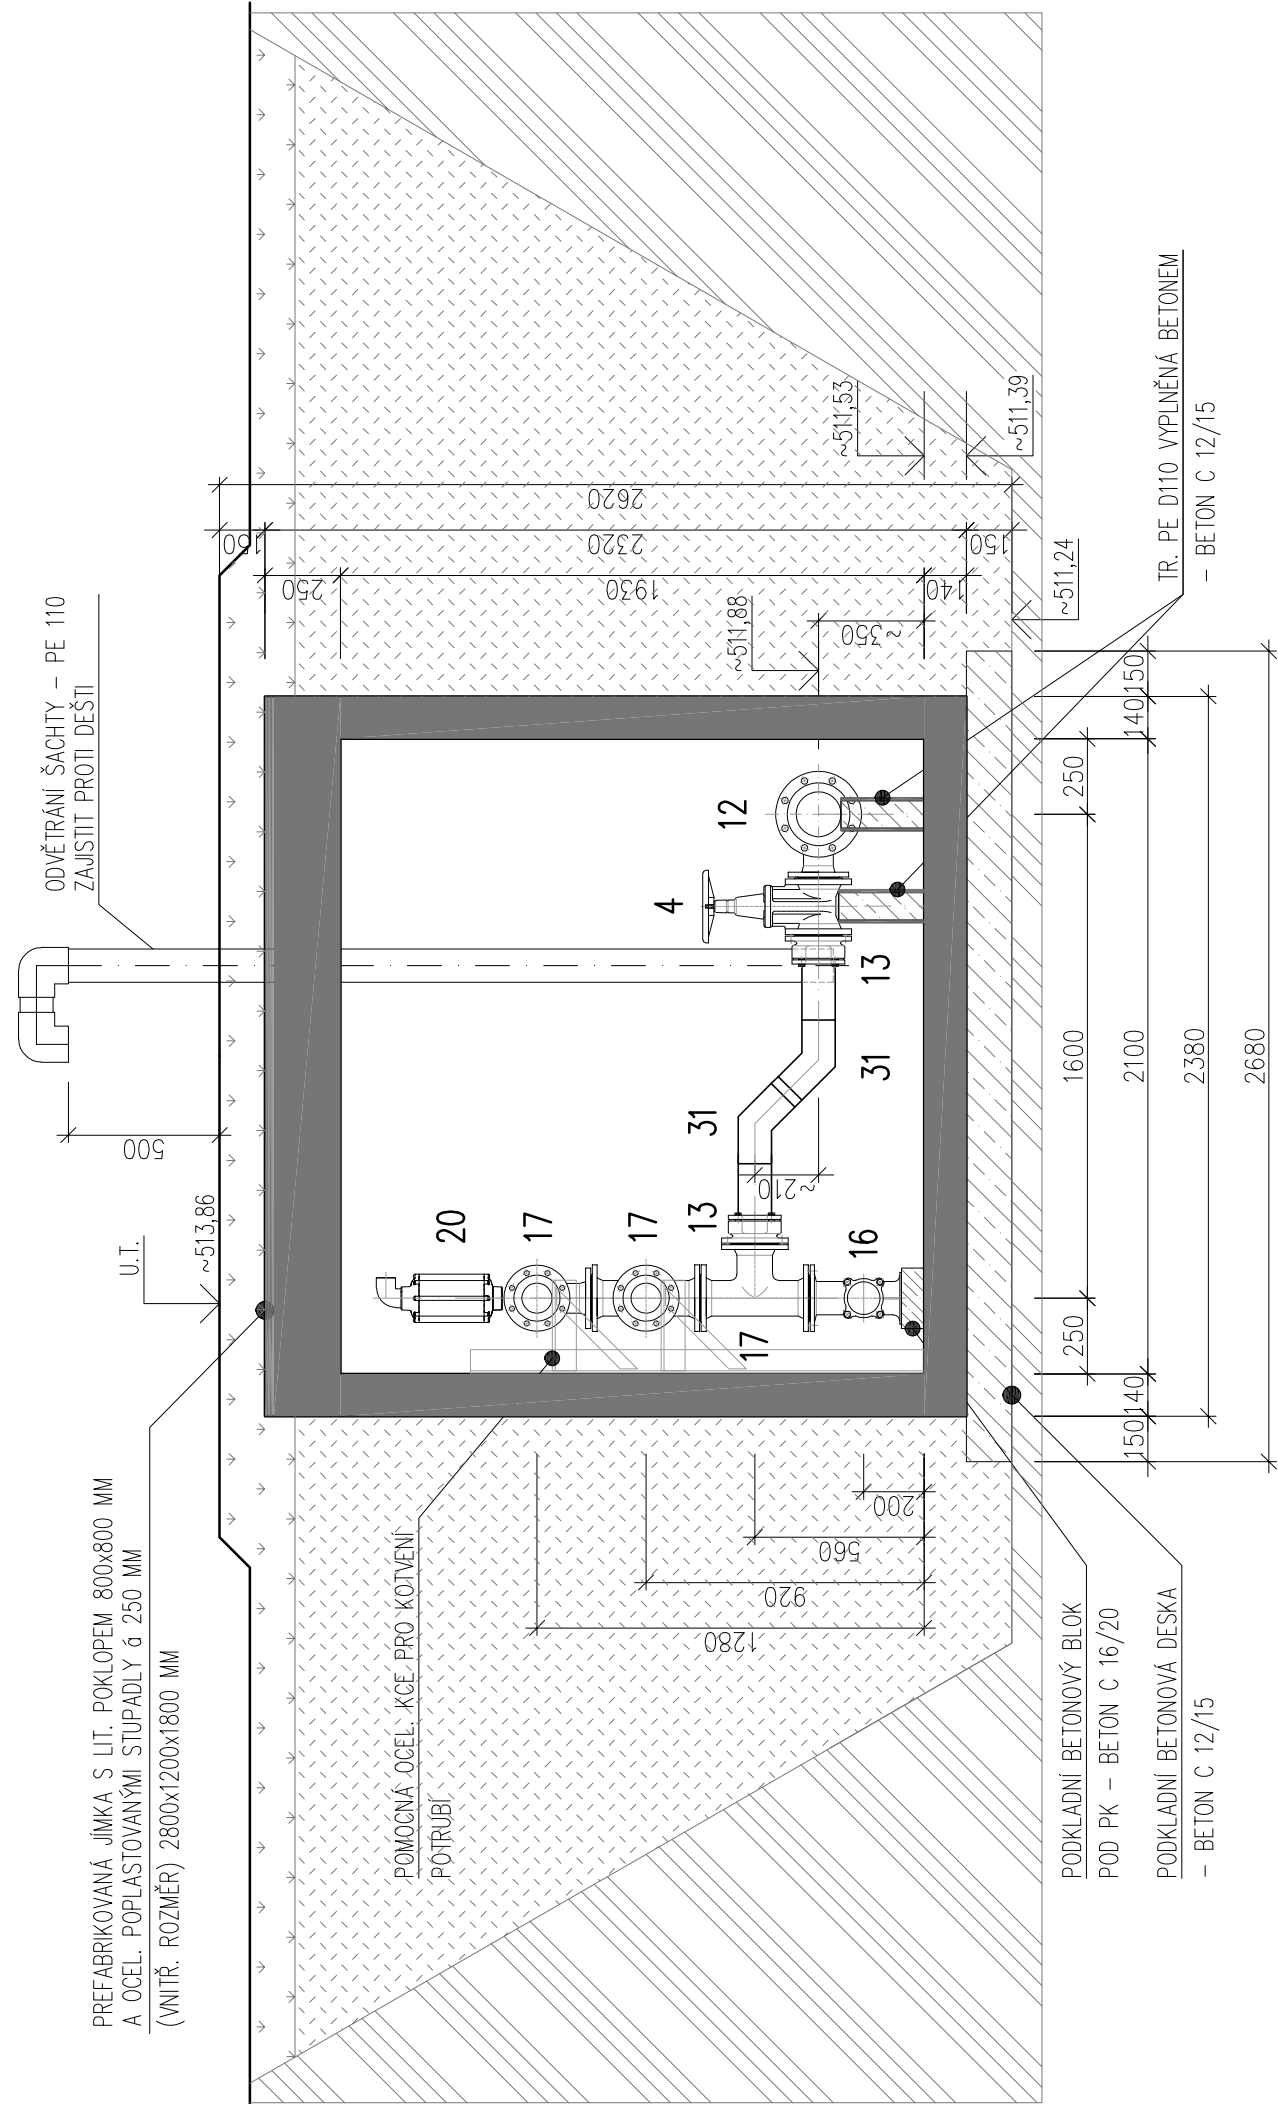 PREFABRIKOVANÁ JÍMKA S LIT. POKLOPEM 800x800 MM
A OCEL. POPLASTOVANÝMI STUPADLY á 250 MM
(VNITŘ. ROZMĚR) 2800x1200x1800 MM
U.T.
~513,86
500
ODVĚTRÁNÍ ŠACHTY - PE 110
ZAJISTIT PROTI DEŠTI
POMOCNÁ OCEL. KCE PRO KOTVENÍ
POTRUBÍ
1280
920
560
200
20
17
17
17
16
13
31
31
13
4
12
~210
~511,88
~350
150
2320
150
2620
250
1930
140
~511,53
~511,39
~511,24
TR. PE D110 VYPLNĚNÁ BETONEM
- BETON C 12/15
PODKLADNÍ BETONOVÝ BLOK
POD PK - BETON C 16/20
PODKLADNÍ BETONOVÁ DESKA
- BETON C 12/15
250
1600
250
150
140
2100
140
150
2380
2680